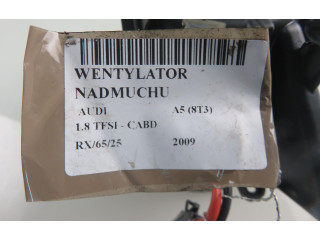 WENTYLATOR
NADMUCHU
AUDI A5 (8T3)
1.8 TFSI - CABD
RX/65/25 2009